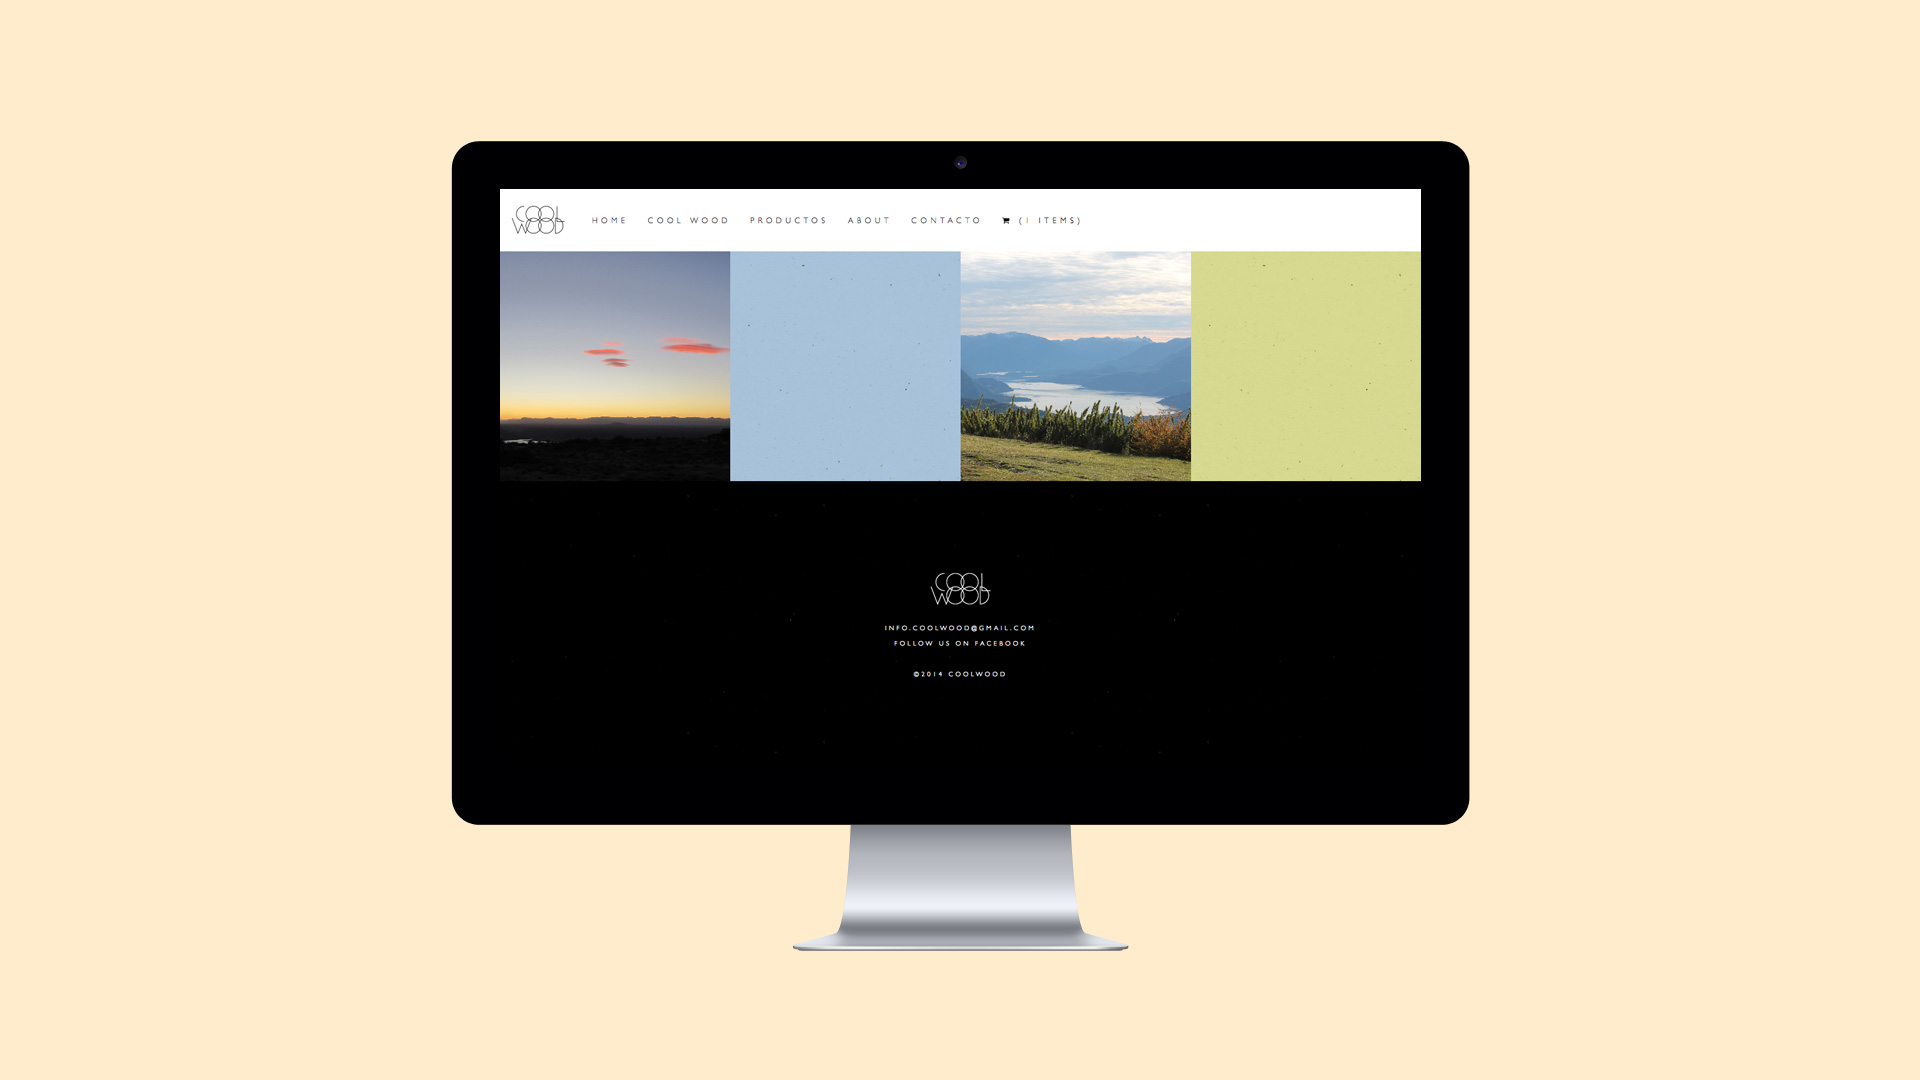 COOL
WOOD
HOME COOL WOOD PRODUCTOS ABOUT CONTACTO (1 ITEMS)
COOL
WOOD
INFO.COOLWOOD@GMAIL.COM
FOLLOW US ON FACEBOOK
©2014 COOLWOOD